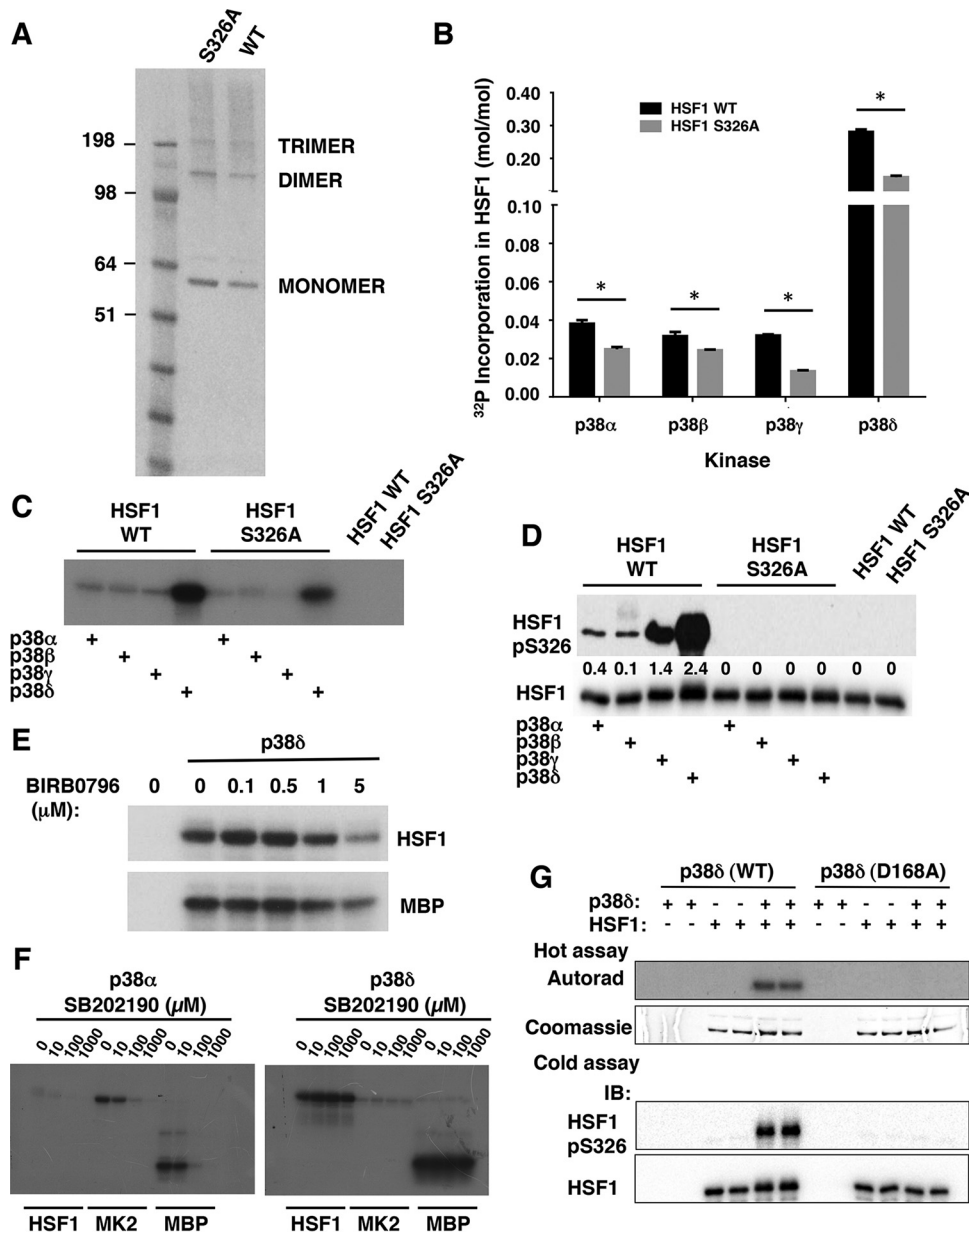 A
S326A
WT
198
98
64
51
TRIMER
DIMER
MONOMER
B
32P Incorporation in HSF1 (mol/mol)
0.40
0.30
0.20
0.10
0.08
0.06
0.04
0.02
0.00
HSF1 WT
HSF1 S326A
* * * *
p38α p38β p38γ p38δ
Kinase
C
HSF1 WT
HSF1 S326A
HSF1 WT
HSF1 S326A
p38α + +
p38β + +
p38γ + +
p38δ + +
D
HSF1 WT
HSF1 S326A
HSF1 WT
HSF1 S326A
HSF1 pS326
0.4 0.1 1.4 2.4 0 0 0 0 0 0
HSF1
p38α + +
p38β + +
p38γ + +
p38δ + +
E
p38δ
BIRB0796 0 0 0.1 0.5 1 5
(μM):
HSF1
MBP
F
p38α
SB202190 (μM)
0 10 100 1000 0 10 100 1000 0 10 100 1000
HSF1 MK2 MBP
p38δ
SB202190 (μM)
0 10 100 1000 0 10 100 1000 0 10 100 1000
HSF1 MK2 MBP
G
p38δ (WT) p38δ (D168A)
p38δ: + + - - + + + + - - + +
HSF1: - - + + + + - - + + + +
Hot assay
Autorad
Coomassie
Cold assay
IB:
HSF1
pS326
HSF1